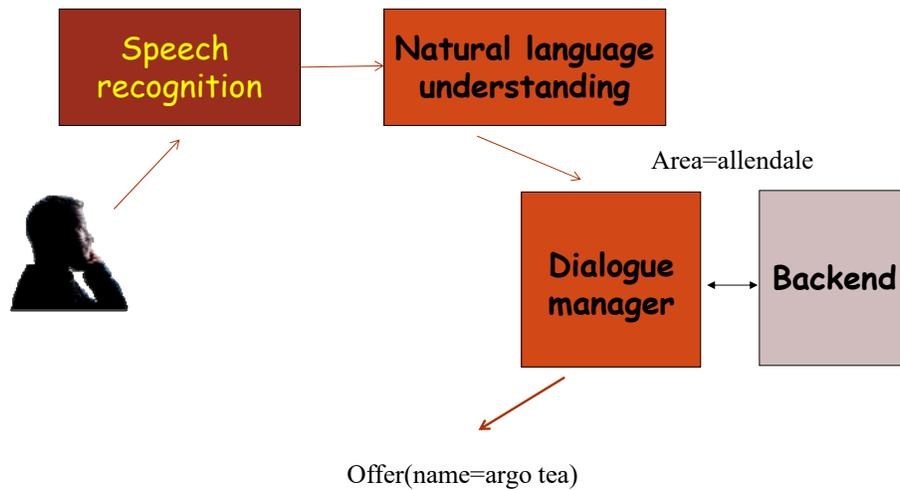 Speech
recognition
Natural language
understanding
Area=allendale
Dialogue
manager
Backend
Offer(name=argo tea)